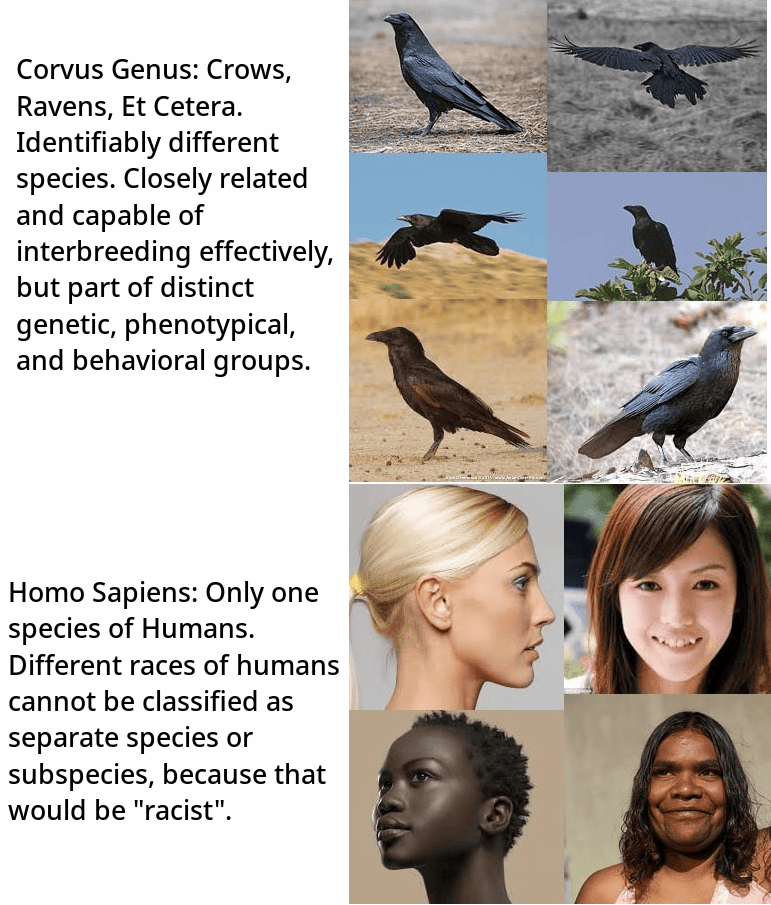 Corvus Genus: Crows,
Ravens, Et Cetera.
Identifiably different
species. Closely related
and capable of
interbreeding effectively,
but part of distinct
genetic, phenotypical,
and behavioral groups.
Homo Sapiens: Only one
species of Humans.
Different races of humans
cannot be classified as
separate species or
subspecies, because that
would be "racist".